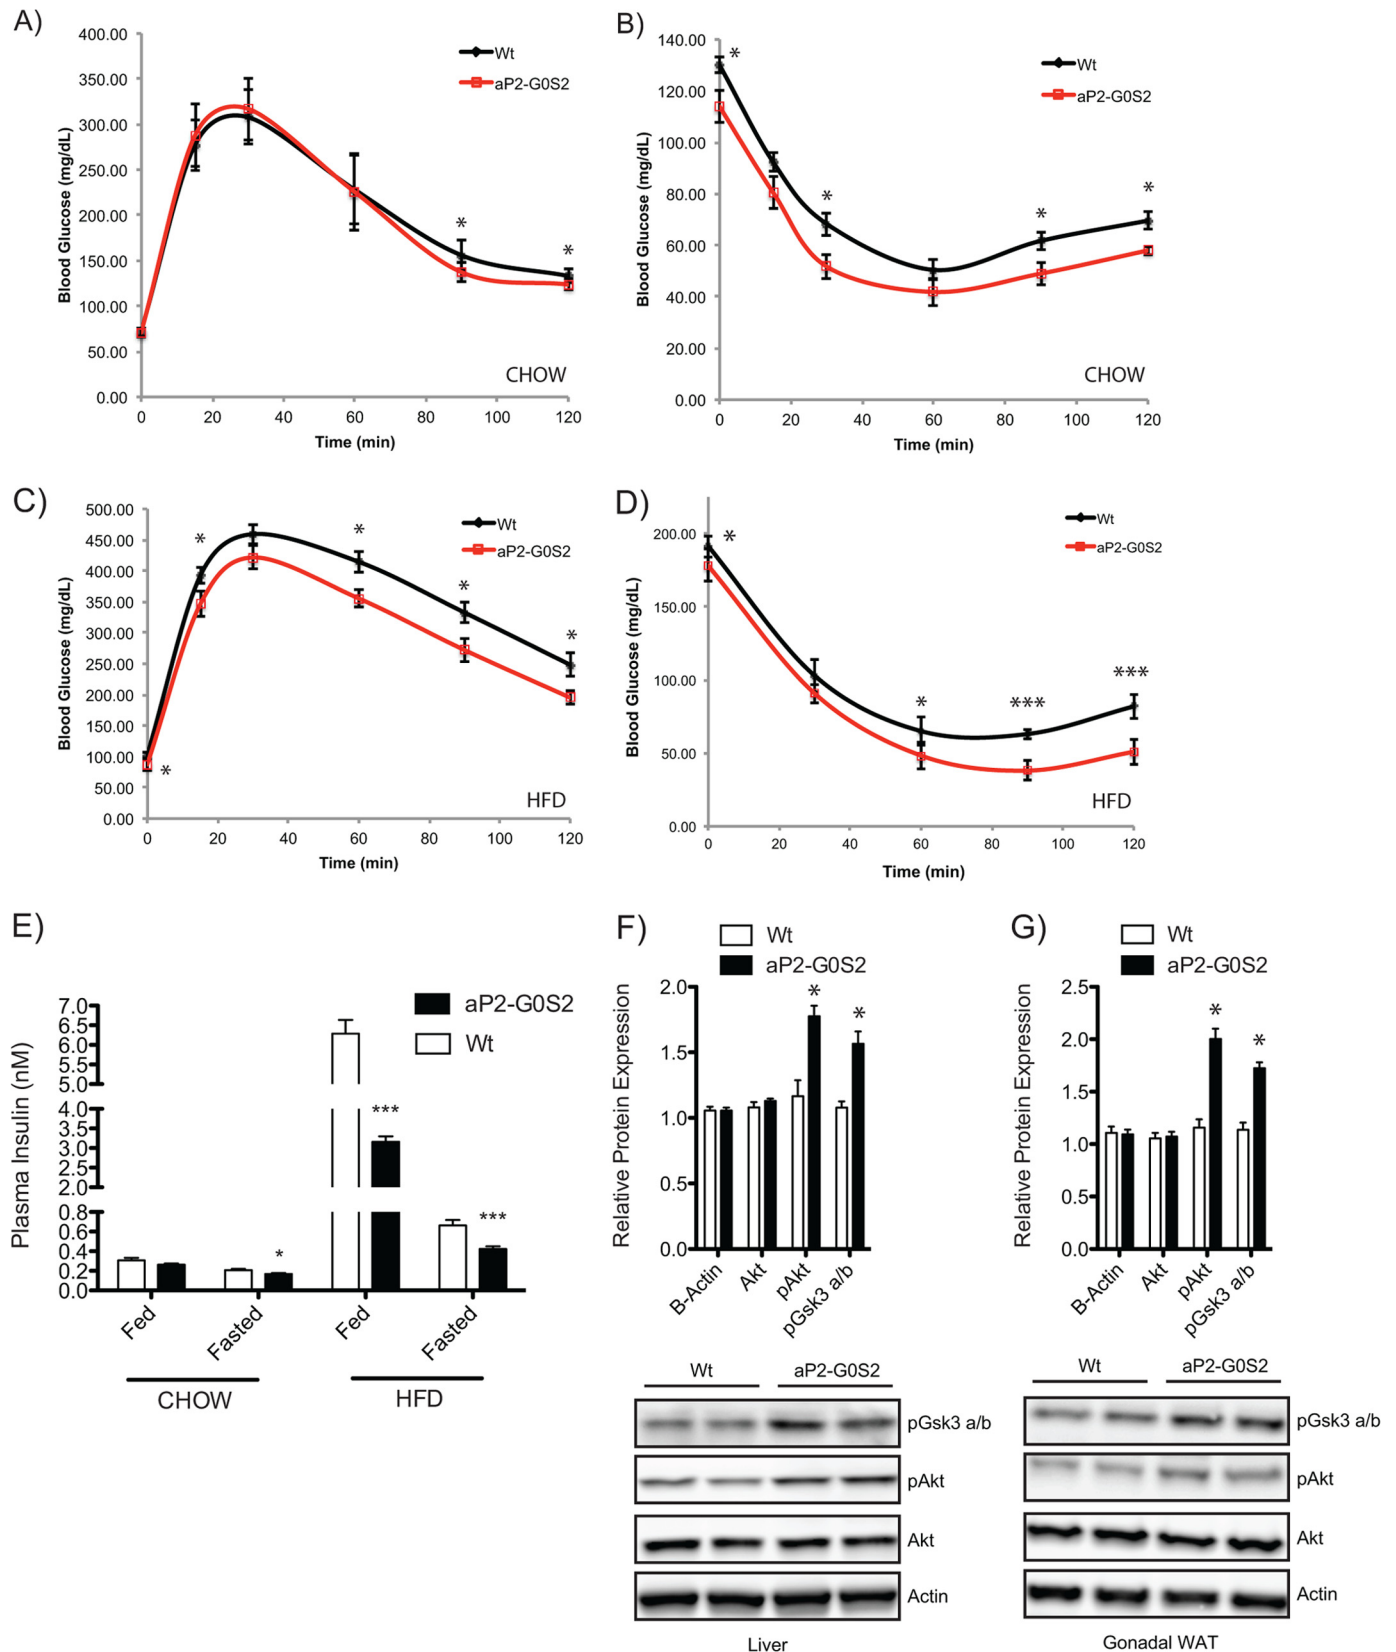 A)
Wt
aP2-G0S2
400.00
350.00
300.00
250.00
200.00
150.00
100.00
50.00
0.00
Blood Glucose (mg/dL)
*
*
CHOW
0 20 40 60 80 100 120
Time (min)
B)
Wt
aP2-G0S2
140.00
120.00
100.00
80.00
60.00
40.00
20.00
0.00
Blood Glucose (mg/dL)
*
*
*
*
CHOW
0 20 40 60 80 100 120
Time (min)
C)
Wt
aP2-G0S2
500.00
450.00
400.00
350.00
300.00
250.00
200.00
150.00
100.00
50.00
0.00
Blood Glucose (mg/dL)
*
*
*
*
*
HFD
0 20 40 60 80 100 120
Time (min)
D)
Wt
aP2-G0S2
200.00
150.00
100.00
50.00
0.00
Blood Glucose (mg/dL)
*
*
***
***
HFD
0 20 40 60 80 100 120
Time (min)
E)
aP2-G0S2
Wt
7.0
6.5
6.0
5.5
5.0
4.0
3.5
3.0
2.5
2.0
0.8
0.6
0.4
0.2
0.0
Plasma Insulin (nM)
*
***
***
Fed Fasted Fed Fasted
CHOW HFD
F)
Wt
aP2-G0S2
2.0
1.5
1.0
0.5
0.0
Relative Protein Expression
*
*
B-Actin Akt pAkt pGsk3 a/b
Wt aP2-G0S2
pGsk3 a/b
pAkt
Akt
Actin
Liver
G)
Wt
aP2-G0S2
2.5
2.0
1.5
1.0
0.5
0.0
Relative Protein Expression
*
*
B-Actin Akt pAkt pGsk3 a/b
Wt aP2-G0S2
pGsk3 a/b
pAkt
Akt
Actin
Gonadal WAT